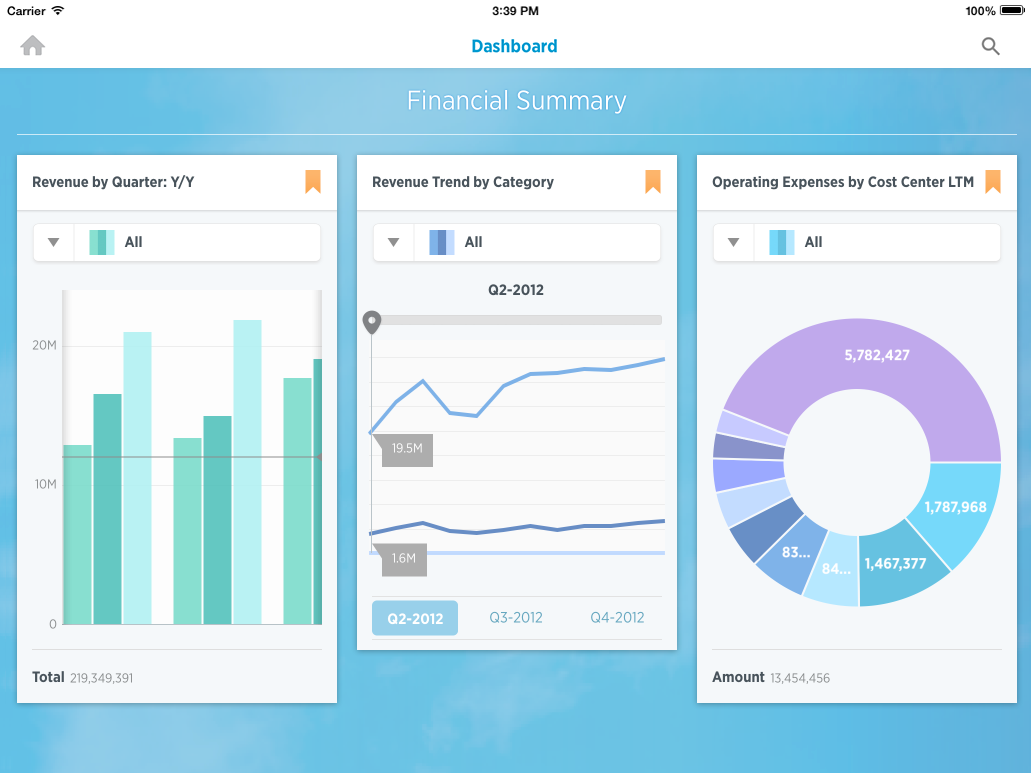 Carrier 3:39 PM 100%
Dashboard
Financial Summary
Revenue by Quarter: Y/Y
All
20M
10M
0
Total 219,349,391
Revenue Trend by Category
All
Q2-2012
19.5M
1.6M
Q2-2012 Q3-2012 Q4-2012
Operating Expenses by Cost Center LTM
All
5,782,427
1,787,968
1,467,377
84...
83...
Amount 13,454,456